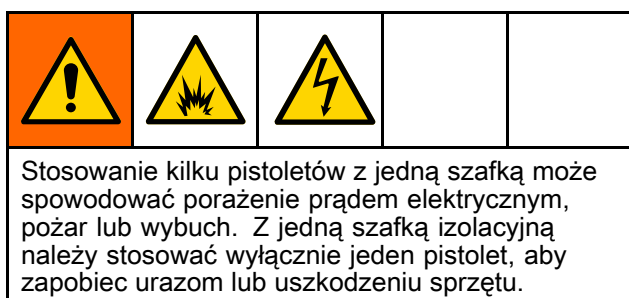 Stosowanie kilku pistoletów z jedną szafką może
spowodować porażenie prądem elektrycznym,
pożar lub wybuch. Z jedną szafką izolacyjną
należy stosować wyłącznie jeden pistolet, aby
zapobiec urazom lub uszkodzeniu sprzętu.